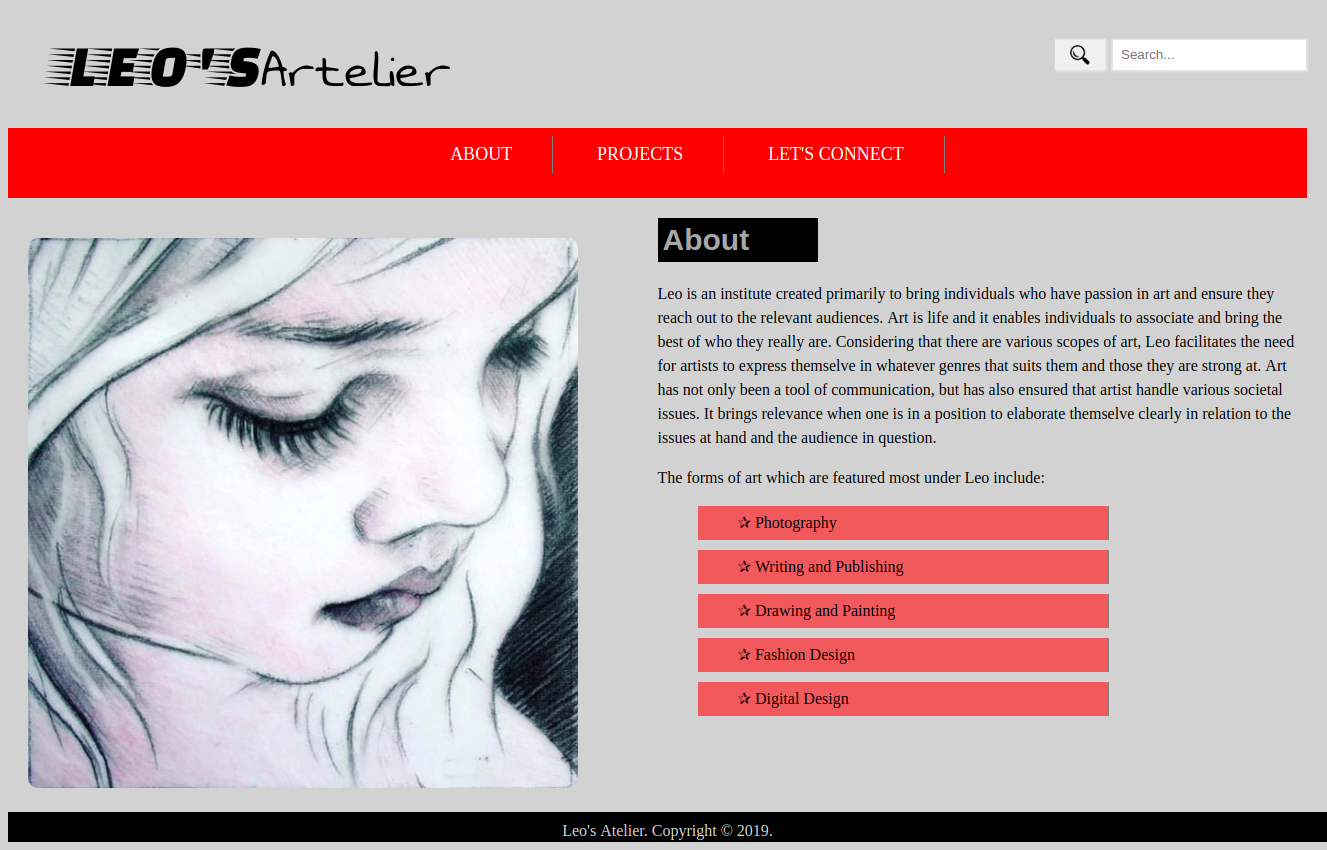 LEO'SArtelier
Search...
ABOUT
PROJECTS
LET'S CONNECT
About
Leo is an institute created primarily to bring individuals who have passion in art and ensure they
reach out to the relevant audiences. Art is life and it enables individuals to associate and bring the
best of who they really are. Considering that there are various scopes of art, Leo facilitates the need
for artists to express themselve in whatever genres that suits them and those they are strong at. Art
has not only been a tool of communication, but has also ensured that artist handle various societal
issues. It brings relevance when one is in a position to elaborate themselve clearly in relation to the
issues at hand and the audience in question.
The forms of art which are featured most under Leo include:
✰ Photography
✰ Writing and Publishing
✰ Drawing and Painting
✰ Fashion Design
✰ Digital Design
Leo's Atelier. Copyright © 2019.